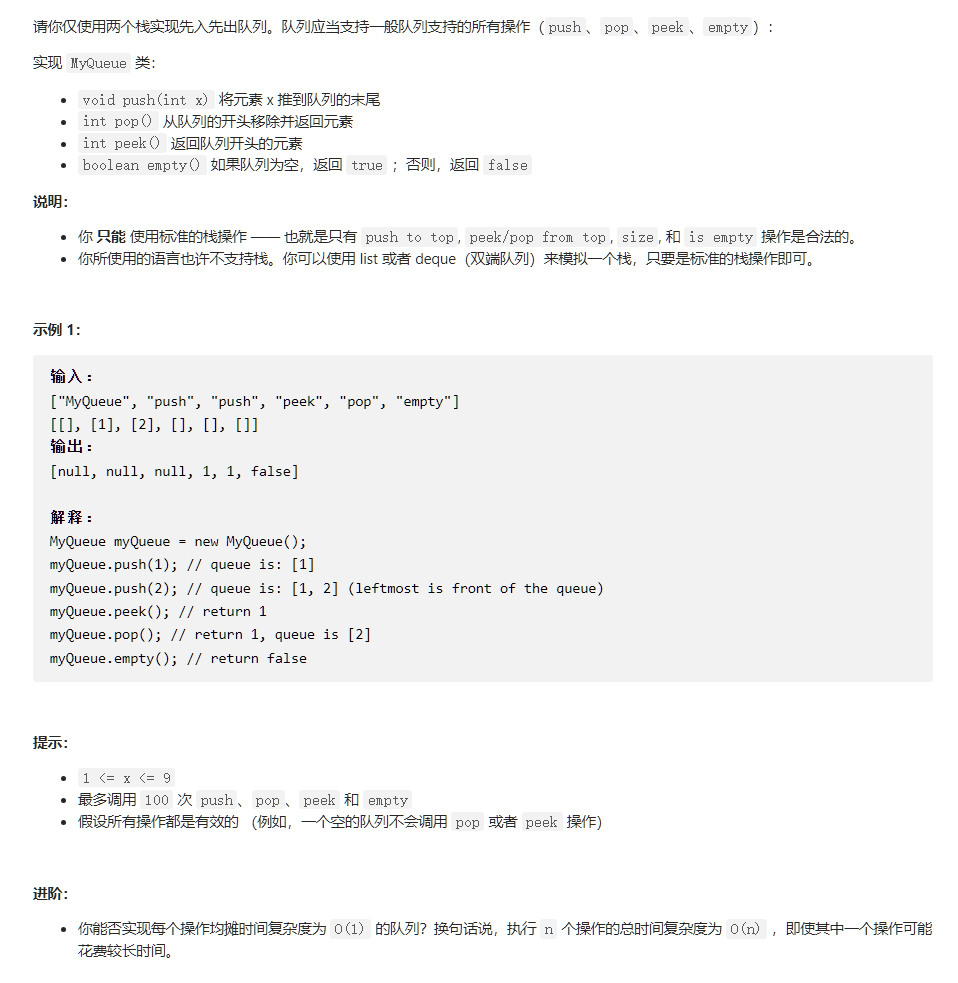 请你仅使用两个栈实现先入先出队列。队列应当支持一般队列支持的所有操作（push、pop、peek、empty）：
实现 MyQueue 类：
void push(int x) 将元素 x 推到队列的末尾
int pop() 从队列的开头移除并返回元素
int peek() 返回队列开头的元素
boolean empty() 如果队列为空，返回 true ；否则，返回 false
说明：
你 只能 使用标准的栈操作 —— 也就是只有 push to top, peek/pop from top, size, 和 is empty 操作是合法的。
你所使用的语言也许不支持栈。你可以使用 list 或者 deque（双端队列）来模拟一个栈，只要是标准的栈操作即可。
示例 1：
输入：
["MyQueue", "push", "push", "peek", "pop", "empty"]
[[], [1], [2], [], [], []]
输出：
[null, null, null, 1, 1, false]
解释：
MyQueue myQueue = new MyQueue();
myQueue.push(1); // queue is: [1]
myQueue.push(2); // queue is: [1, 2] (leftmost is front of the queue)
myQueue.peek(); // return 1
myQueue.pop(); // return 1, queue is [2]
myQueue.empty(); // return false
提示：
1 <= x <= 9
最多调用 100 次 push、pop、peek 和 empty
假设所有操作都是有效的 （例如，一个空的队列不会调用 pop 或者 peek 操作）
进阶：
你能否实现每个操作均摊时间复杂度为 O(1) 的队列？换句话说，执行 n 个操作的总时间复杂度为 O(n) ，即使其中一个操作可能
花费较长时间。